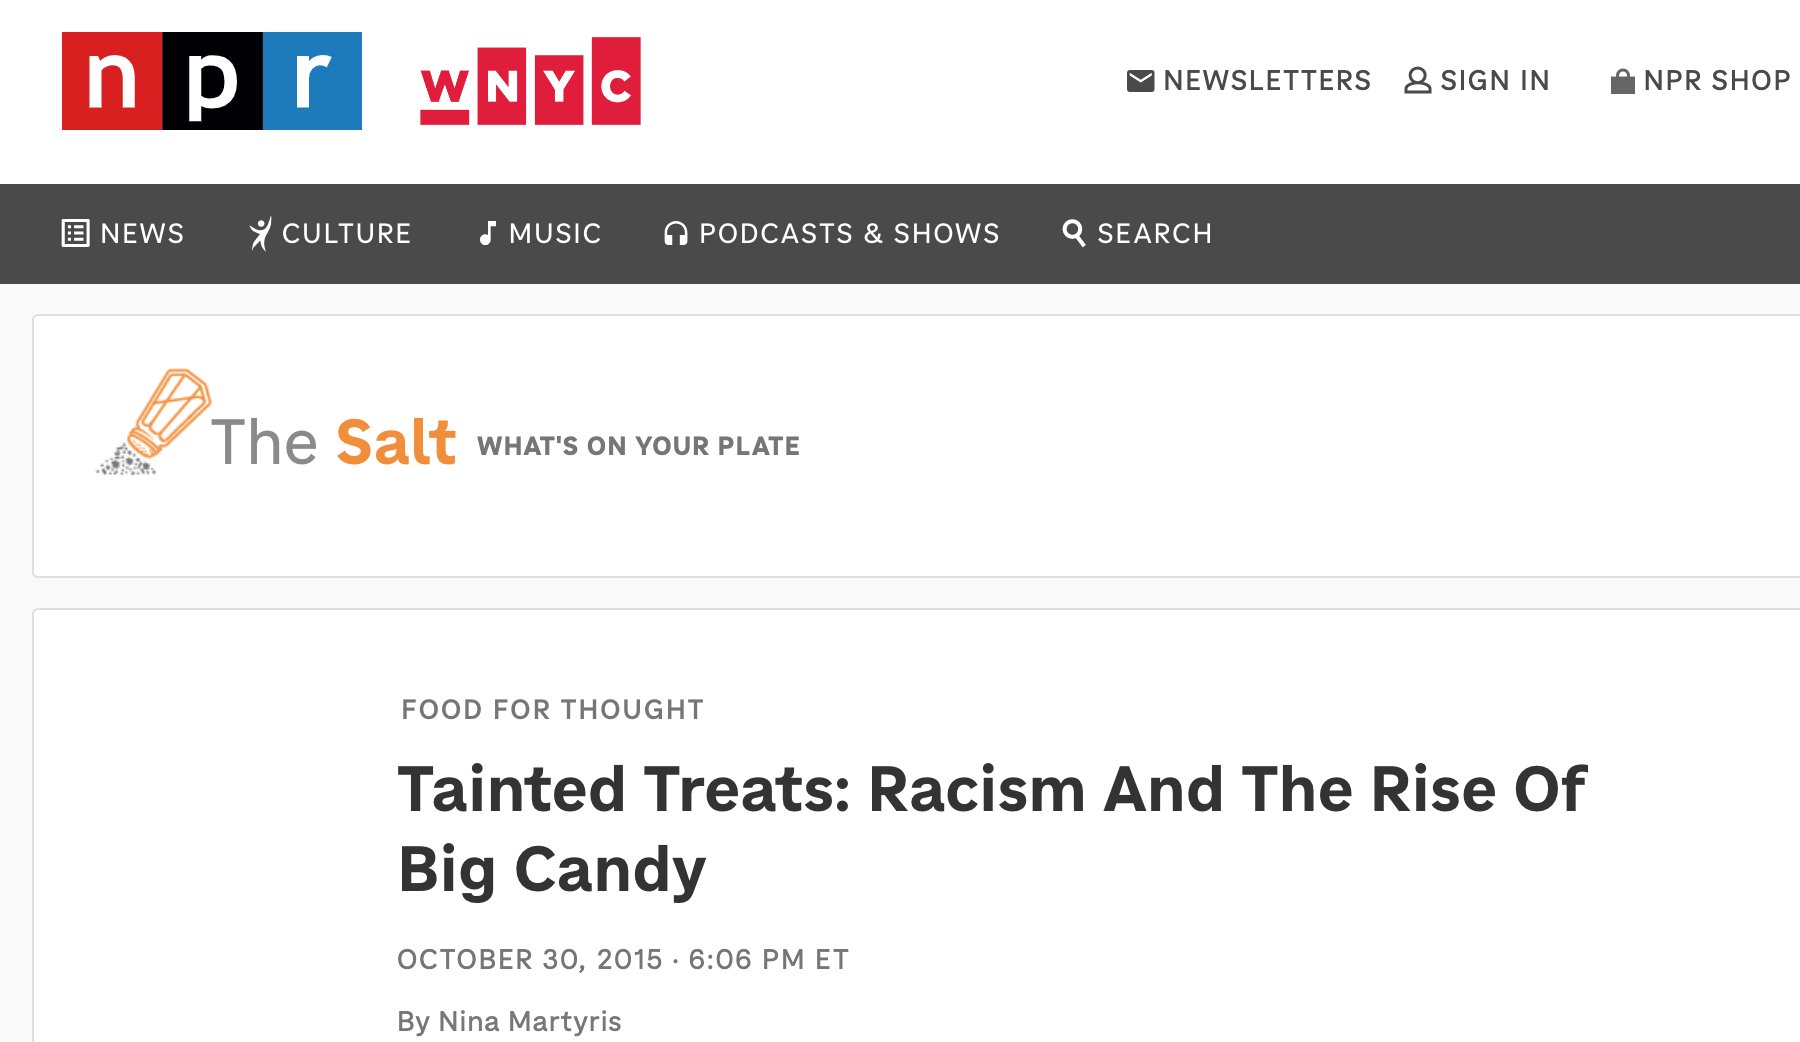 npr WNYC NEWSLETTERS SIGN IN NPR SHOP
NEWS CULTURE MUSIC PODCASTS & SHOWS SEARCH
The Salt WHAT'S ON YOUR PLATE
FOOD FOR THOUGHT
Tainted Treats: Racism And The Rise Of
Big Candy
OCTOBER 30, 2015 · 6:06 PM ET
By Nina Martyris